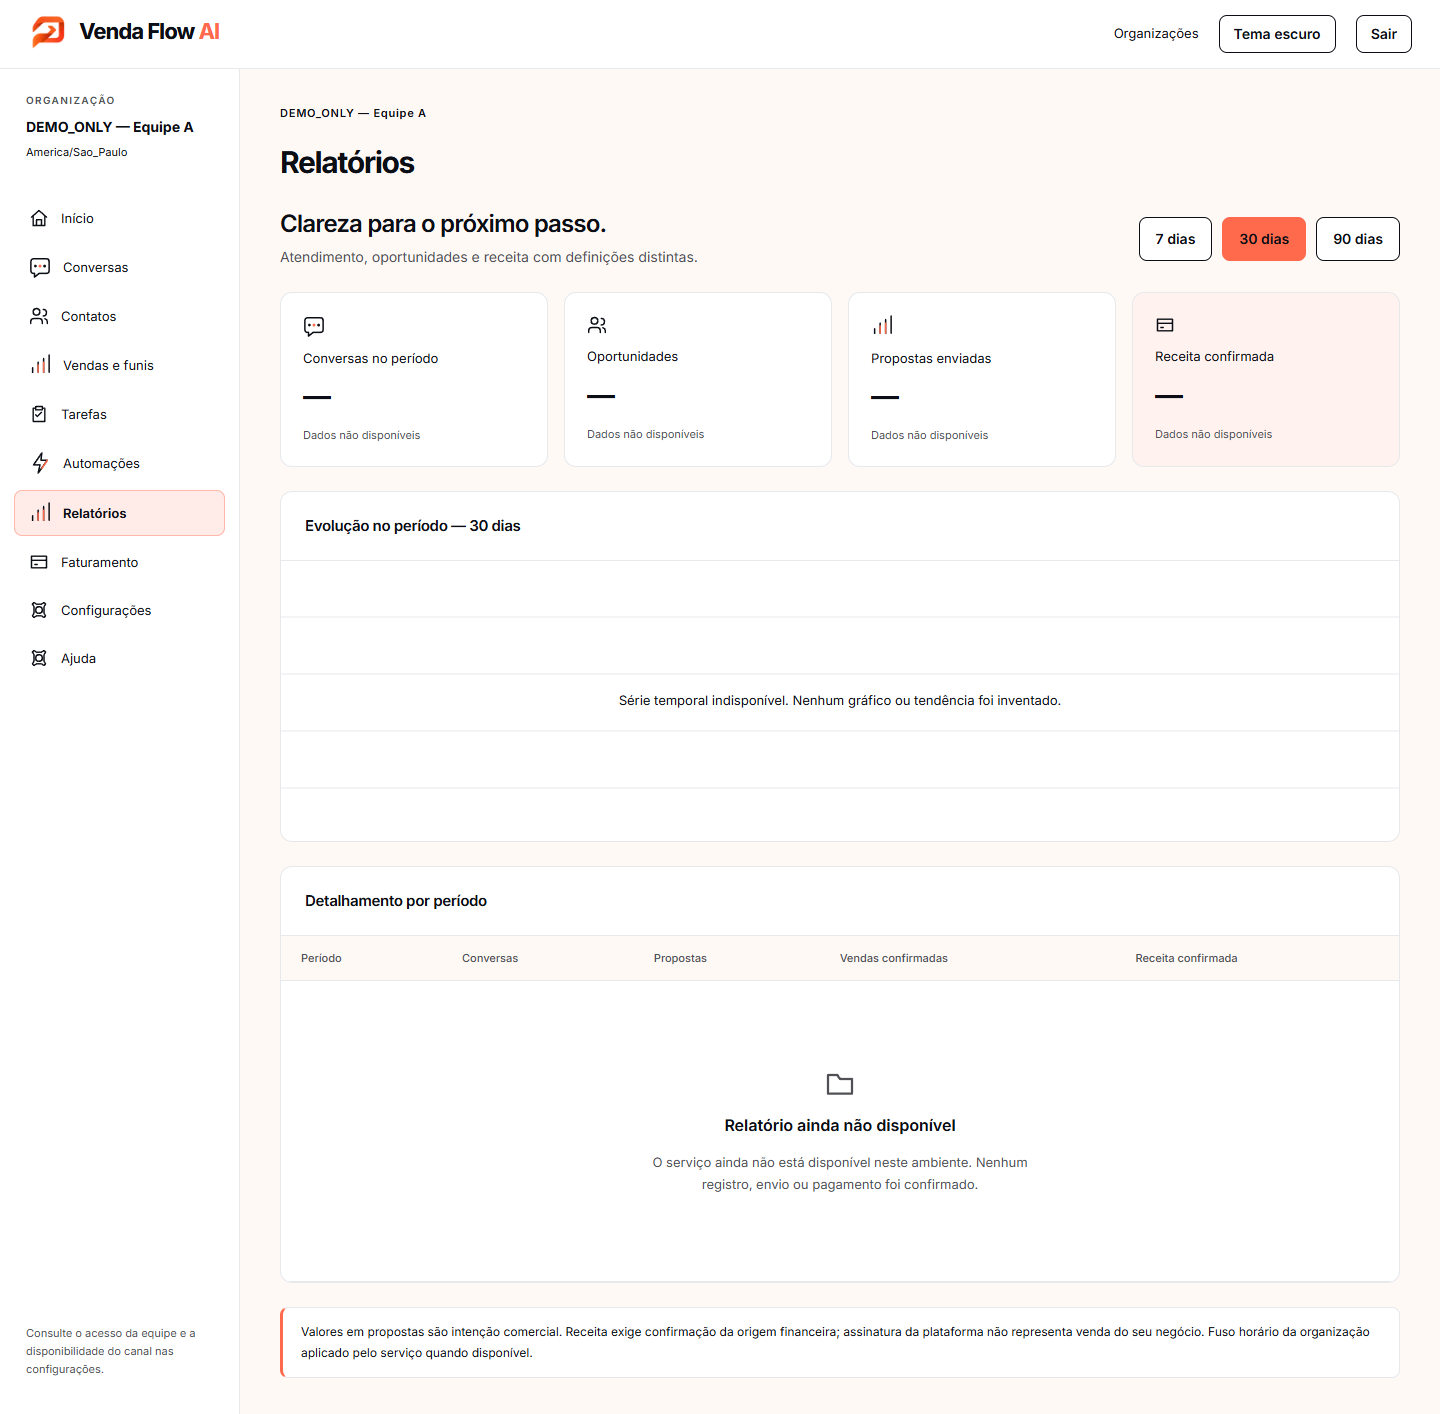 Venda Flow AI
Organizações
Tema escuro
Sair
ORGANIZAÇÃO
DEMO_ONLY — Equipe A
America/Sao_Paulo
Início
Conversas
Contatos
Vendas e funis
Tarefas
Automações
Relatórios
Faturamento
Configurações
Ajuda
Consulte o acesso da equipe e a
disponibilidade do canal nas
configurações.
DEMO_ONLY — Equipe A
Relatórios
Clareza para o próximo passo.
Atendimento, oportunidades e receita com definições distintas.
7 dias
30 dias
90 dias
Conversas no período
—
Dados não disponíveis
Oportunidades
—
Dados não disponíveis
Propostas enviadas
—
Dados não disponíveis
Receita confirmada
—
Dados não disponíveis
Evolução no período — 30 dias
Série temporal indisponível. Nenhum gráfico ou tendência foi inventado.
Detalhamento por período
Período
Conversas
Propostas
Vendas confirmadas
Receita confirmada
Relatório ainda não disponível
O serviço ainda não está disponível neste ambiente. Nenhum
registro, envio ou pagamento foi confirmado.
Valores em propostas são intenção comercial. Receita exige confirmação da origem financeira; assinatura da plataforma não representa venda do seu negócio. Fuso horário da organização
aplicado pelo serviço quando disponível.